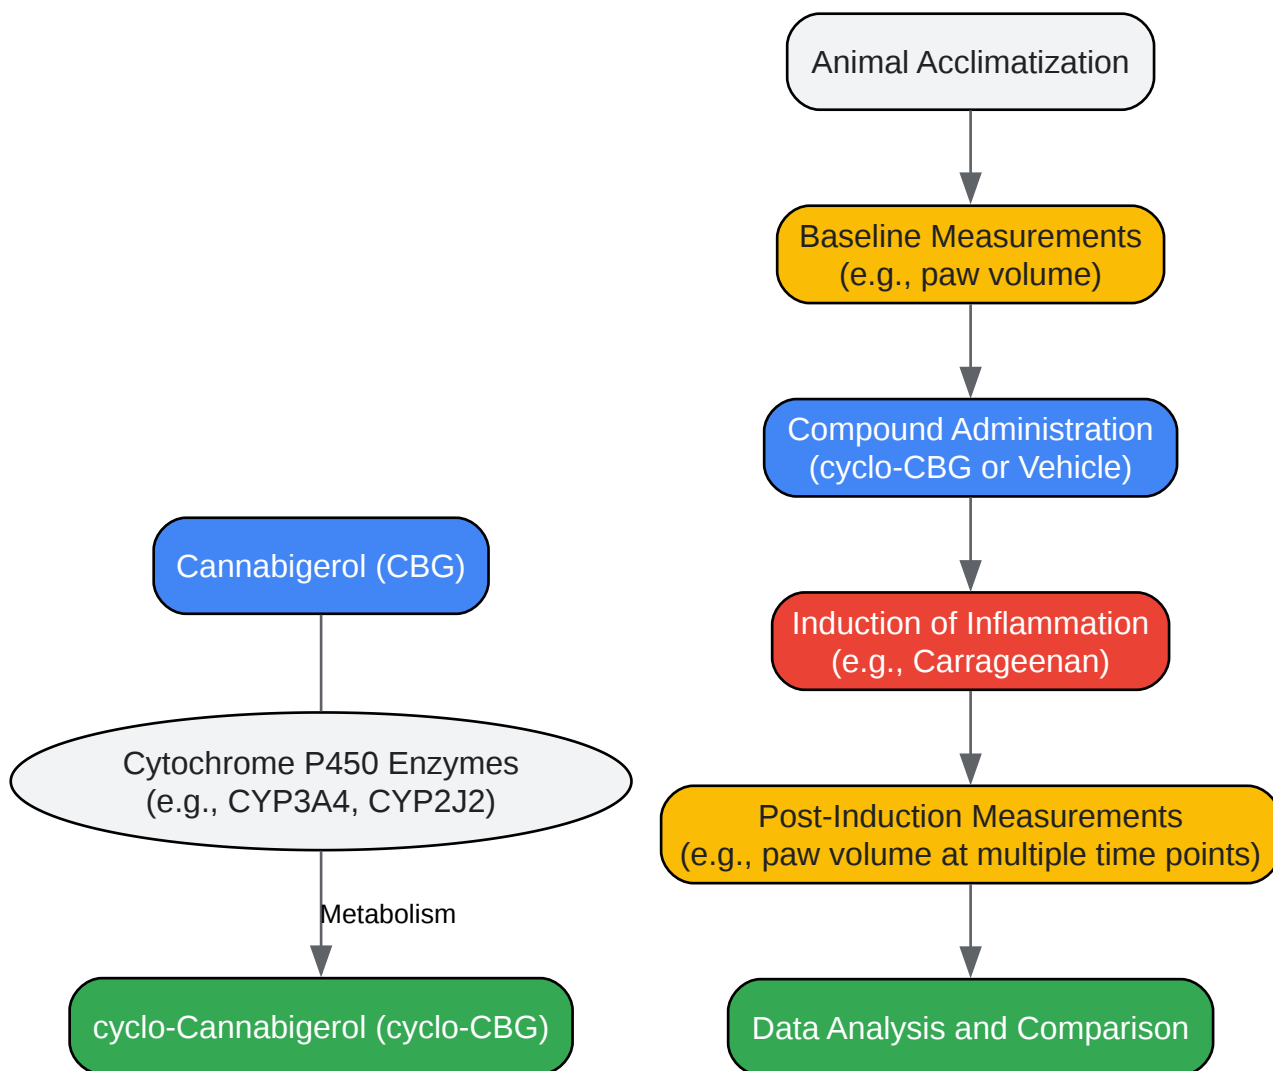 Animal Acclimatization
Baseline Measurements
(e.g., paw volume)
Compound Administration
(cyclo-CBG or Vehicle)
Induction of Inflammation
(e.g., Carrageenan)
Post-Induction Measurements
(e.g., paw volume at multiple time points)
Data Analysis and Comparison
Cannabigerol (CBG)
Cytochrome P450 Enzymes
(e.g., CYP3A4, CYP2J2)
Metabolism
cyclo-Cannabigerol (cyclo-CBG)